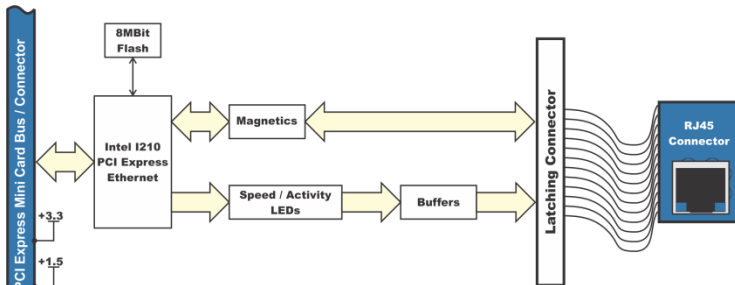 PCI Express Mini Card Bus / Connector
8MBit
Flash
Intel I210
PCI Express
Ethernet
Magnetics
Speed / Activity
LEDs
Buffers
Latching Connector
RJ45
Connector
+3.3
+1.5